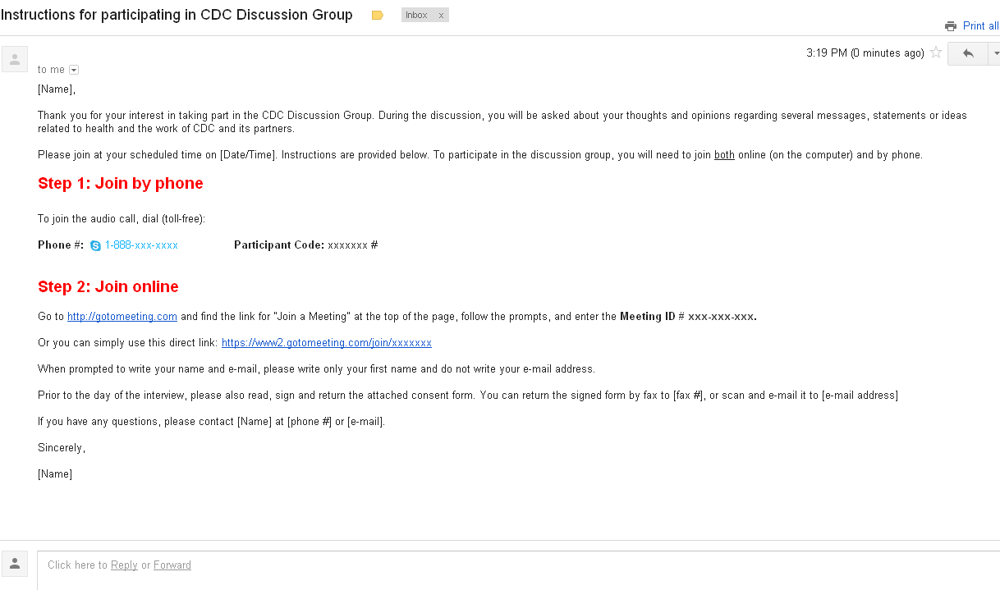 Instructions for participating in CDC Discussion Group Inbox x
Print all
3:19 PM (0 minutes ago)
to me
[Name],
Thank you for your interest in taking part in the CDC Discussion Group. During the discussion, you will be asked about your thoughts and opinions regarding several messages, statements or ideas
related to health and the work of CDC and its partners.
Please join at your scheduled time on [Date/Time]. Instructions are provided below. To participate in the discussion group, you will need to join both online (on the computer) and by phone.
Step 1: Join by phone
To join the audio call, dial (toll-free):
Phone #: 1-888-xxx-xxxx Participant Code: xxxxxxx #
Step 2: Join online
Go to http://gotomeeting.com and find the link for "Join a Meeting" at the top of the page, follow the prompts, and enter the Meeting ID # xxx-xxx-xxx.
Or you can simply use this direct link: https://www2.gotomeeting.com/join/xxxxxxx
When prompted to write your name and e-mail, please write only your first name and do not write your e-mail address.
Prior to the day of the interview, please also read, sign and return the attached consent form. You can return the signed form by fax to [fax #], or scan and e-mail it to [e-mail address]
If you have any questions, please contact [Name] at [phone #] or [e-mail].
Sincerely,
[Name]
Click here to Reply or Forward